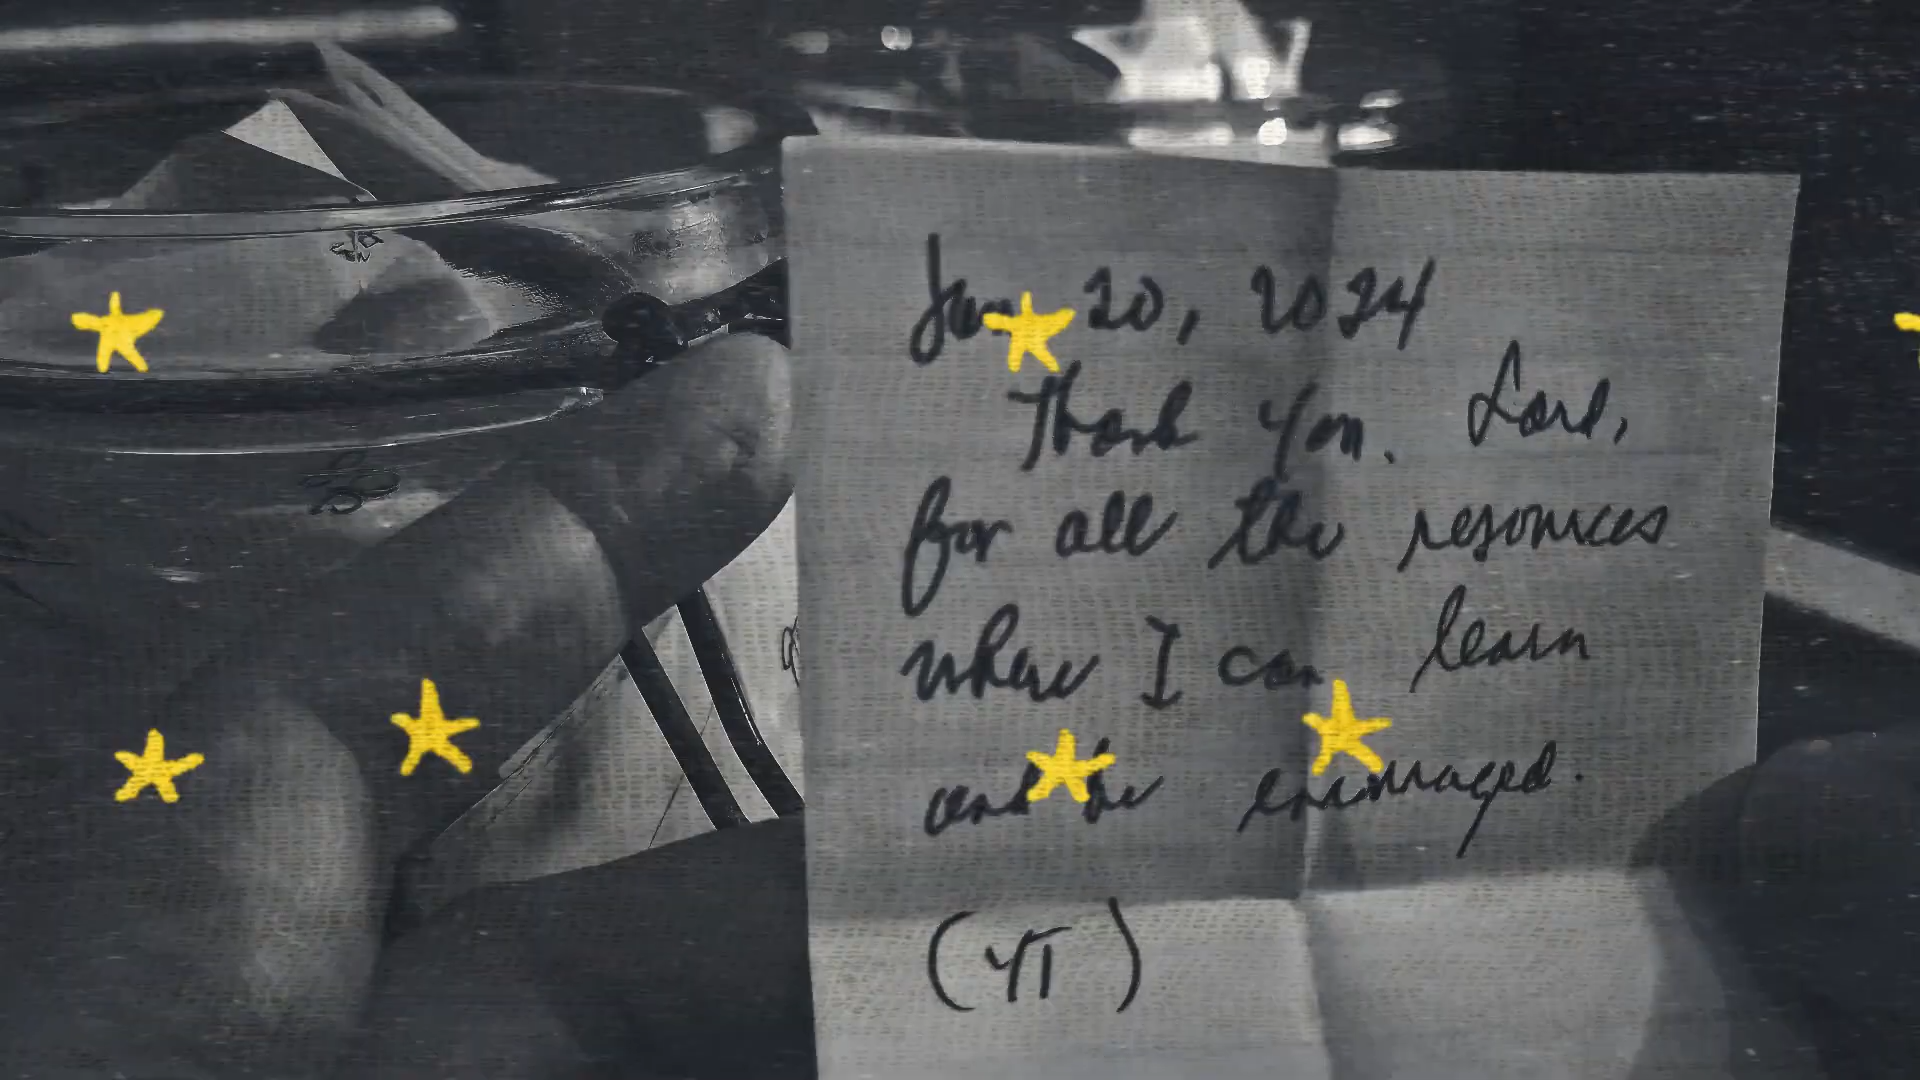 Jan 20, 2024
Thank you, Lord,
for all the resources
where I can learn
and be encouraged.
(YT)